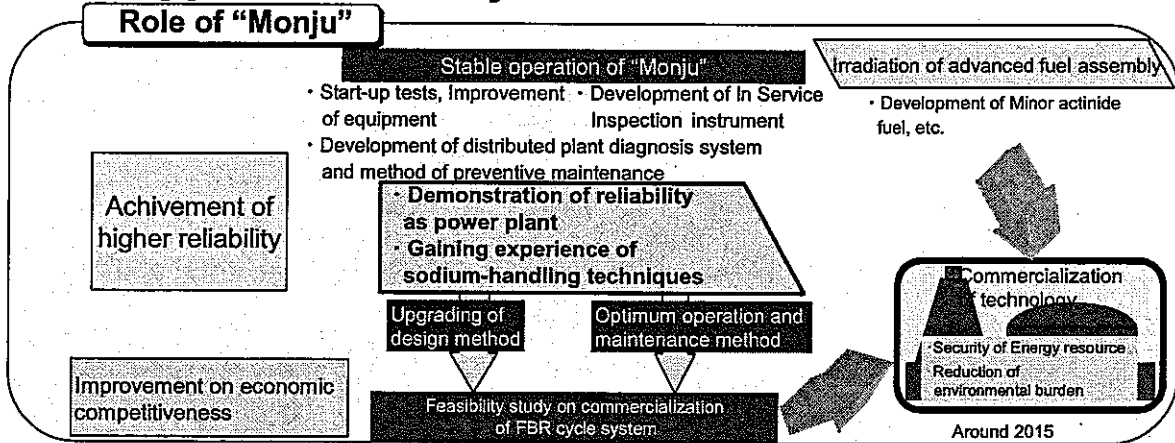 Role of "Monju"
Stable operation of "Monju"
· Start-up tests, Improvement
of equipment
· Development of In Service
Inspection instrument
· Development of distributed plant diagnosis system
and method of preventive maintenance
Irradiation of advanced fuel assembly
· Development of Minor actinide
fuel, etc.
Achivement of
higher reliability
· Demonstration of reliability
as power plant
· Gaining experience of
sodium-handling techniques
Upgrading of
design method
Optimum operation and
maintenance method
Improvement on economic
competitiveness
Feasibility study on commercialization
of FBR cycle system
Commercialization
of technology
· Security of Energy resource
· Reduction of
environmental burden
Around 2015